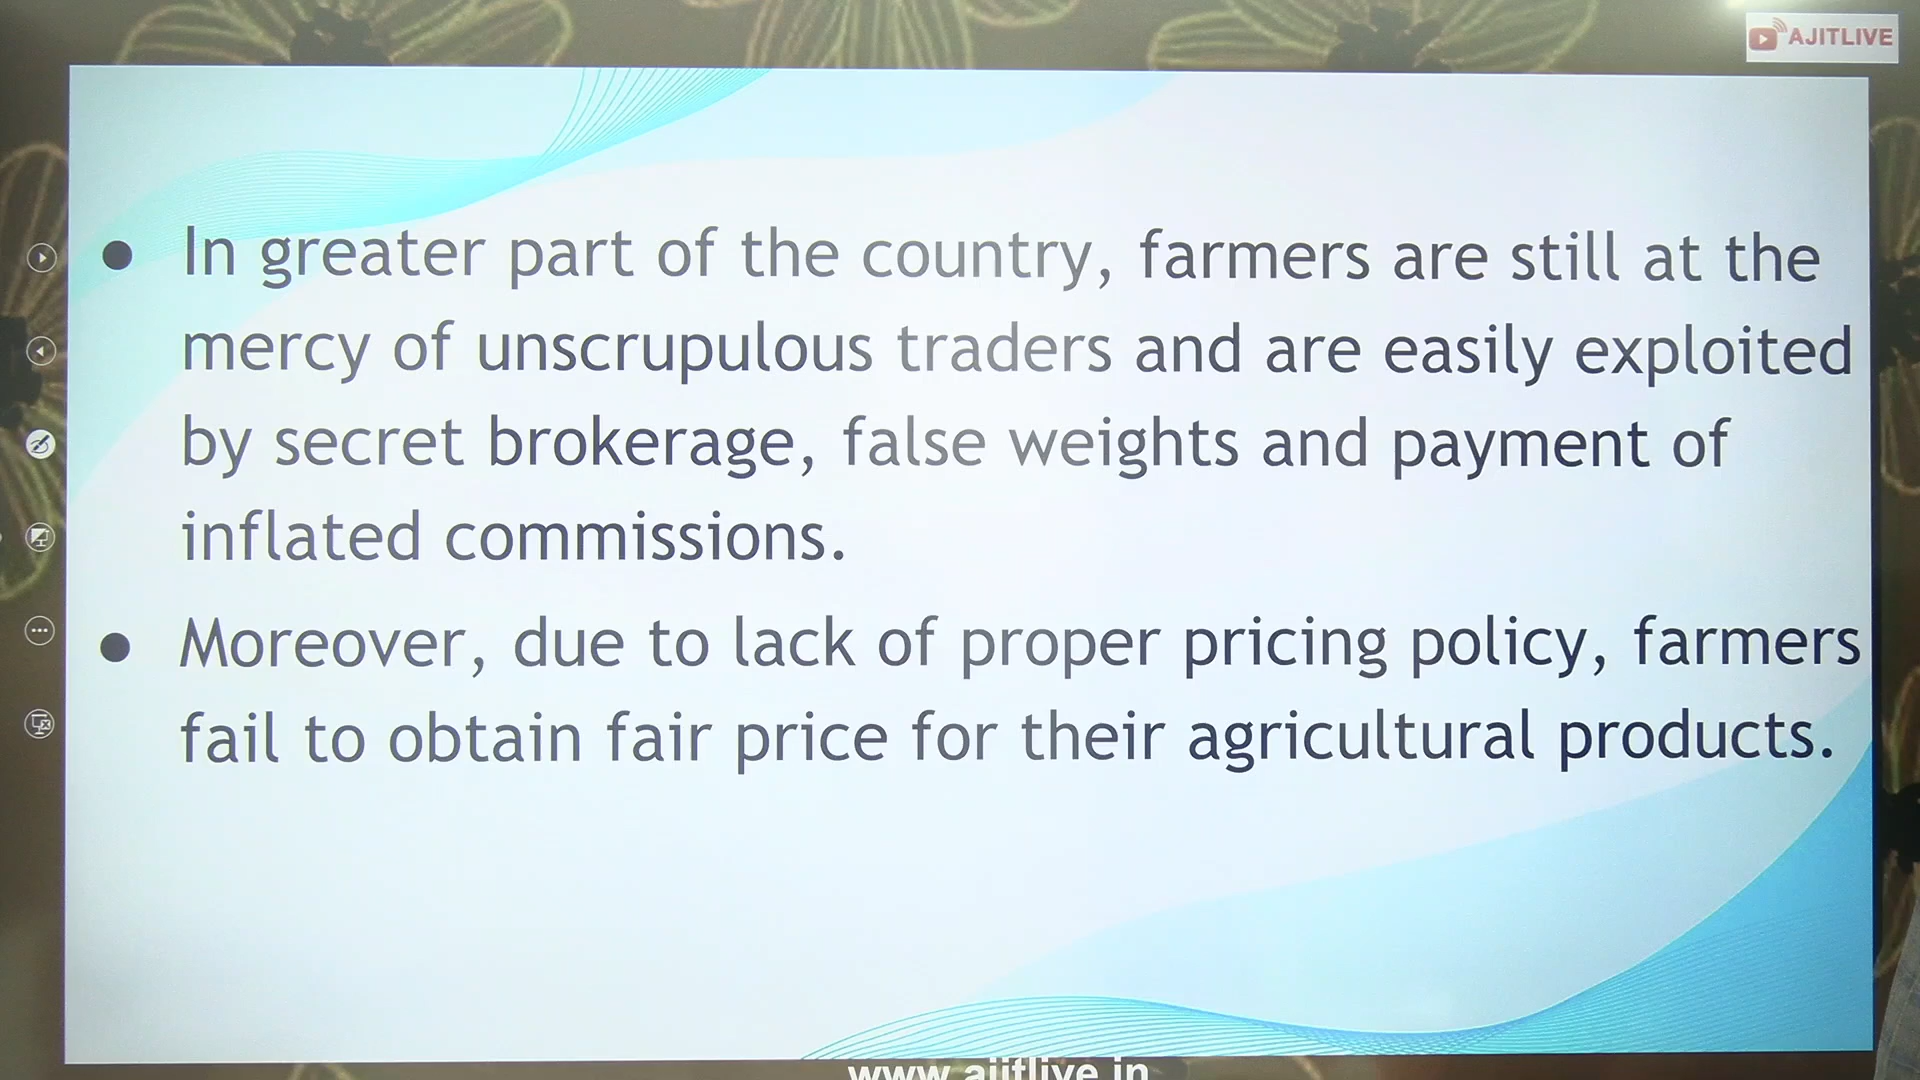 AJITLIVE
● In greater part of the country, farmers are still at the
mercy of unscrupulous traders and are easily exploited
by secret brokerage, false weights and payment of
inflated commissions.
● Moreover, due to lack of proper pricing policy, farmers
fail to obtain fair price for their agricultural products.
www.ajitlive.in